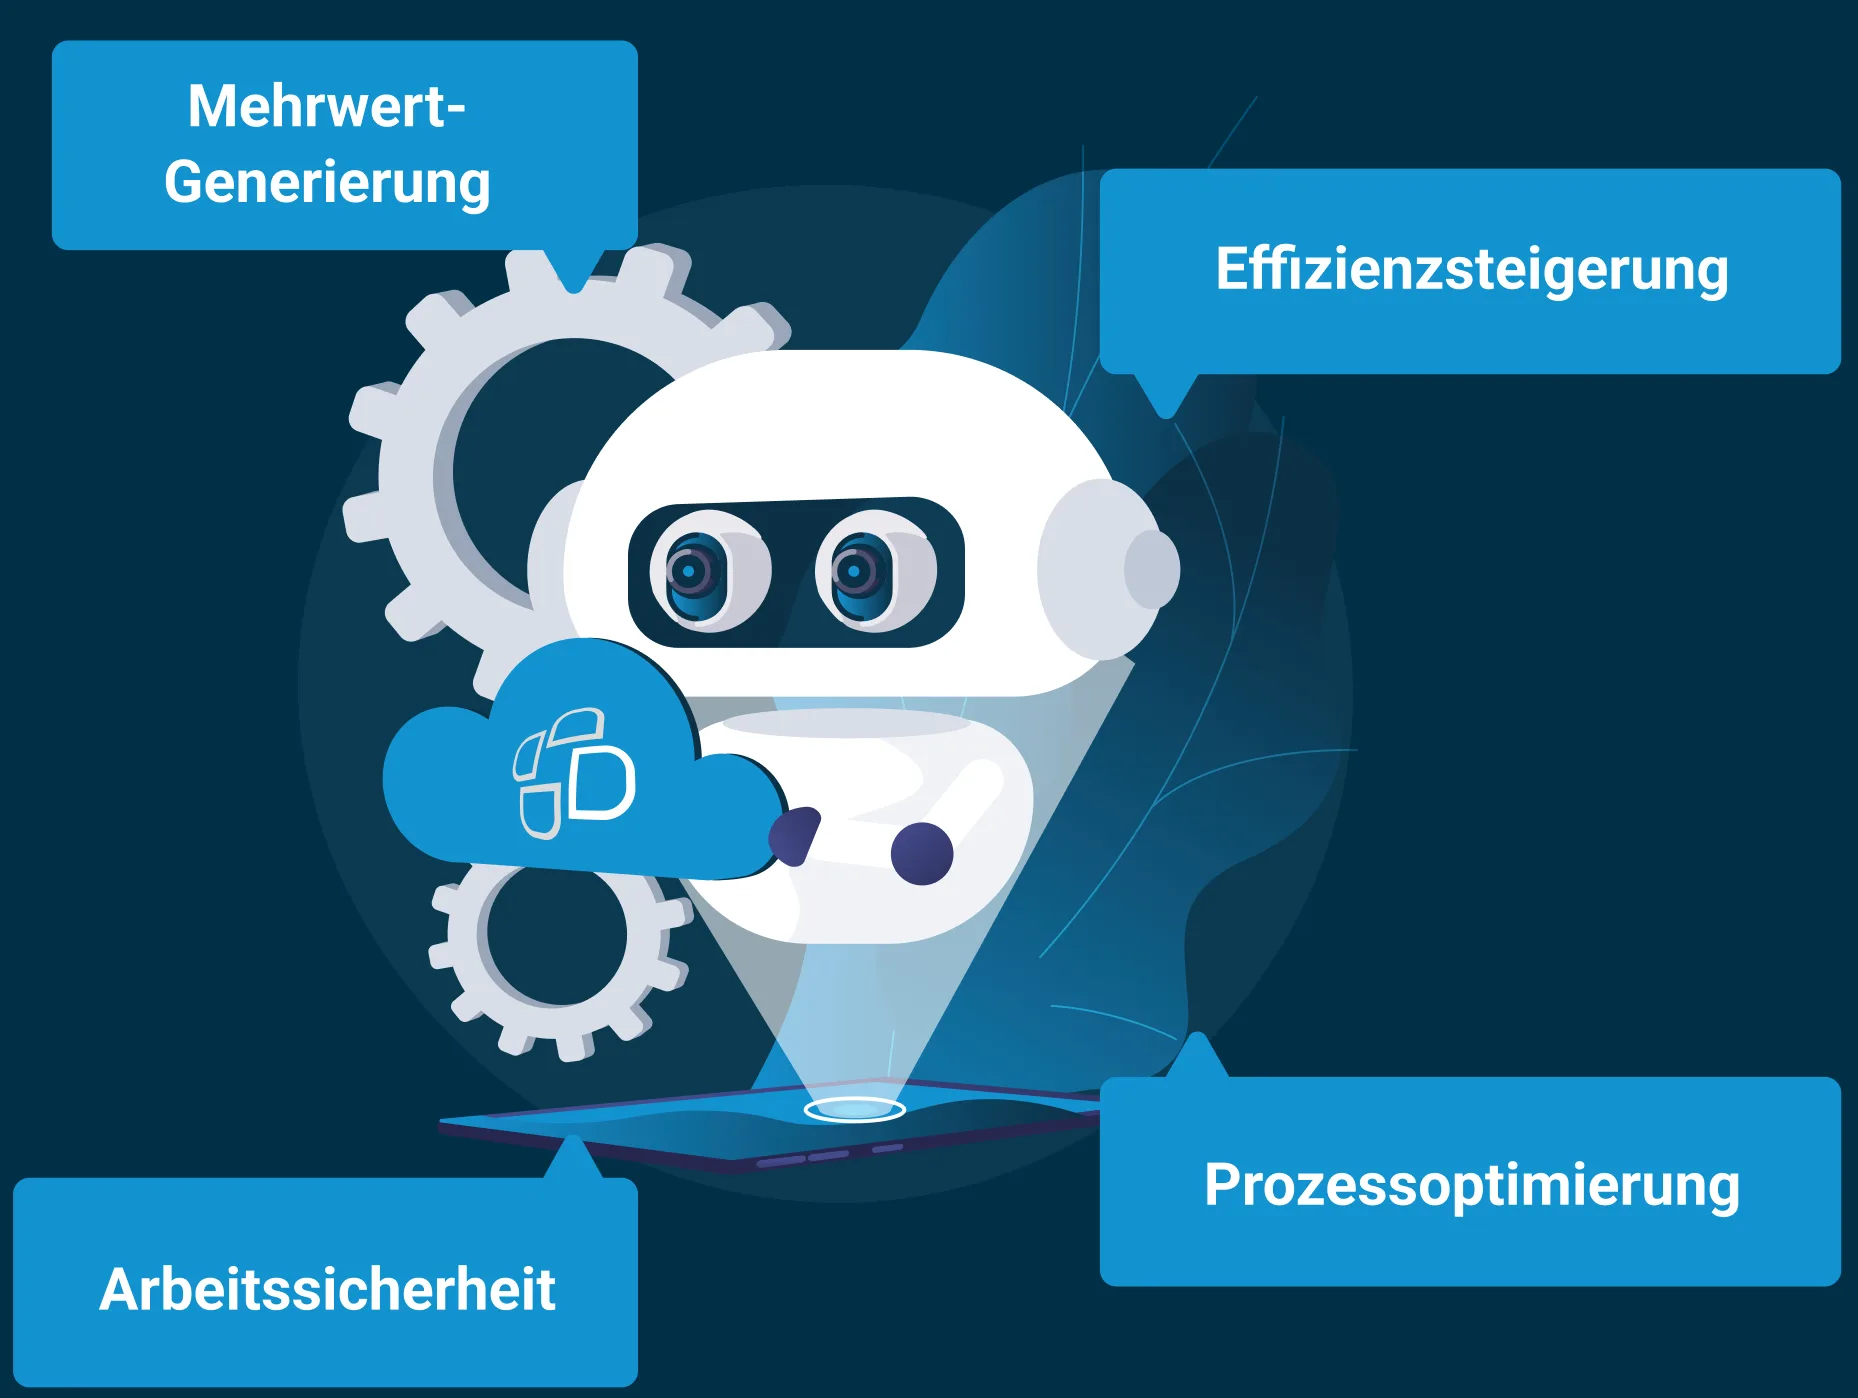 Mehrwert-
Generierung
Effizienzsteigerung
Prozessoptimierung
Arbeitssicherheit